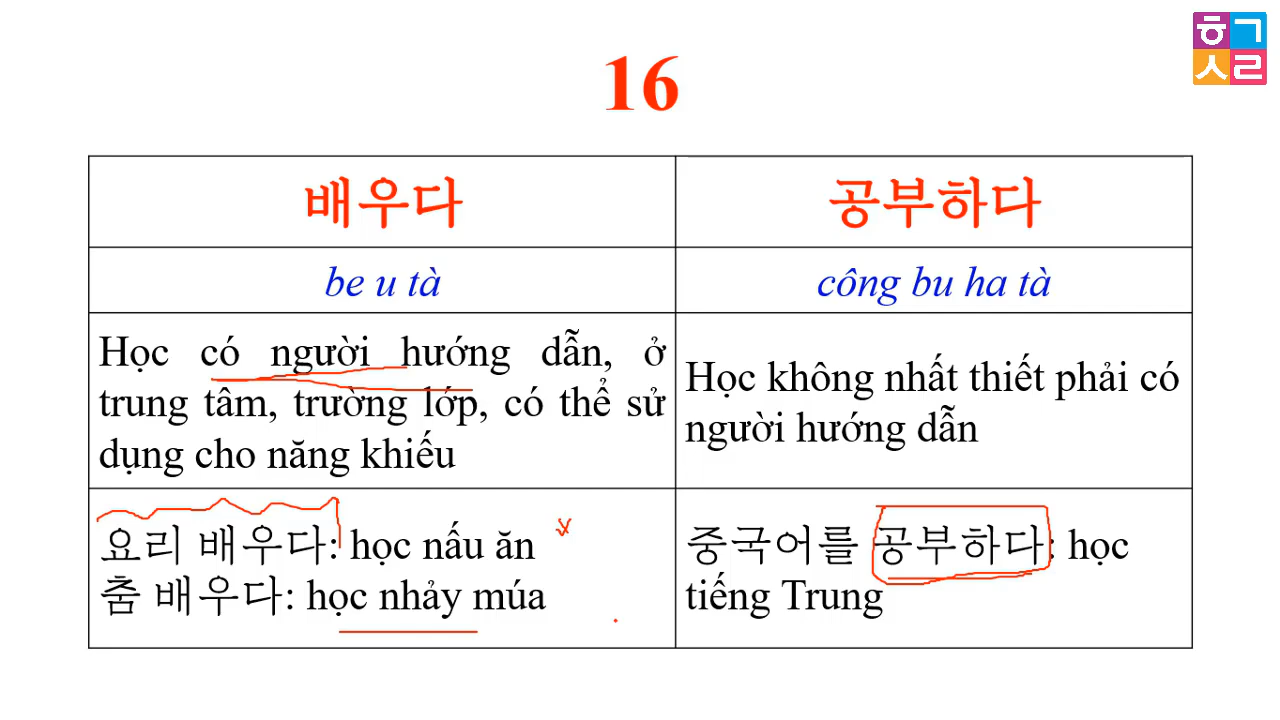 16
ㅎㄱ
ㅅㄹ
배우다
공부하다
be u tà
công bu ha tà
Học có người hướng dẫn, ở
trung tâm, trường lớp, có thể sử
dụng cho năng khiếu
Học không nhất thiết phải có
người hướng dẫn
요리 배우다: học nấu ăn
춤 배우다: học nhảy múa
중국어를 공부하다: học
tiếng Trung